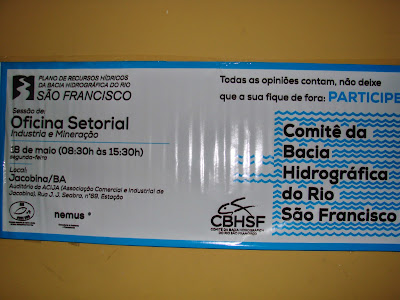 PLANO DE RECURSOS HÍDRICOS
DA BACIA HIDROGRÁFICA DO RIO
SÃO FRANCISCO
Sessão de
Oficina Setorial
Industria e Mineração
18 de maio (08:30h às 15:30h)
segunda-feira
Local:
Jacobina/BA
Auditório da ACIJA (Associação Comercial e Industrial de
Jacobina), Rua J. J. Seabra, n°89. Estação
nemus
Todas as opiniões contam, não deixe
que a sua fique de fora: PARTICIPE
Comitê da
Bacia
Hidrográfica
do Rio
São Francisco
CBHSF
COMITÊ DA BACIA HIDROGRÁFICA
DO RIO SÃO FRANCISCO